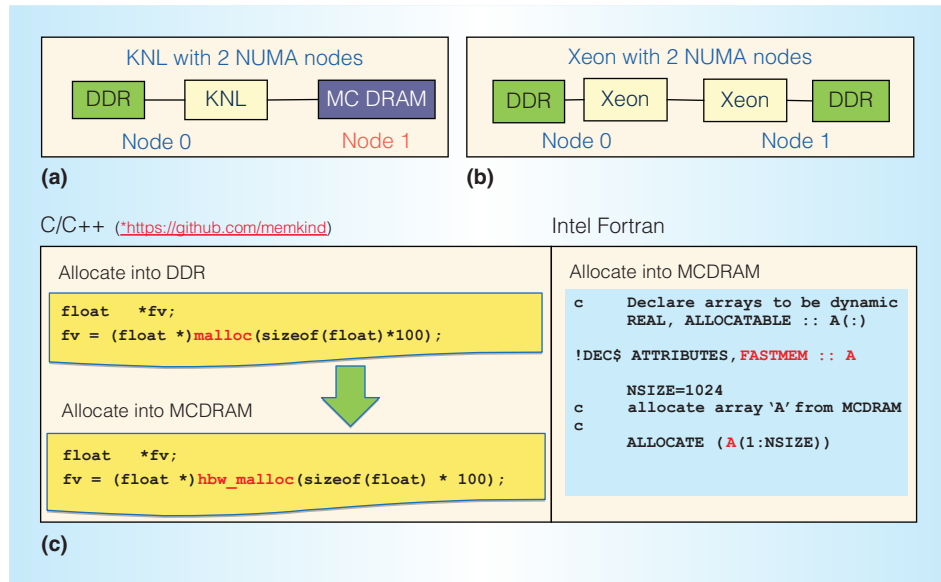 KNL with 2 NUMA nodes
DDR KNL MC DRAM
Node 0 Node 1
(a)
Xeon with 2 NUMA nodes
DDR Xeon Xeon DDR
Node 0 Node 1
(b)
C/C++ (*https://github.com/memkind)
Allocate into DDR
float *fv;
fv = (float *)malloc(sizeof(float)*100);
Allocate into MCDRAM
float *fv;
fv = (float *)hbw_malloc(sizeof(float) * 100);
Intel Fortran
Allocate into MCDRAM
c Declare arrays to be dynamic
REAL, ALLOCATABLE :: A(:)
!DEC$ ATTRIBUTES,FASTMEM :: A
NSIZE=1024
c allocate array ‘A’ from MCDRAM
c
ALLOCATE (A(1:NSIZE))
(c)